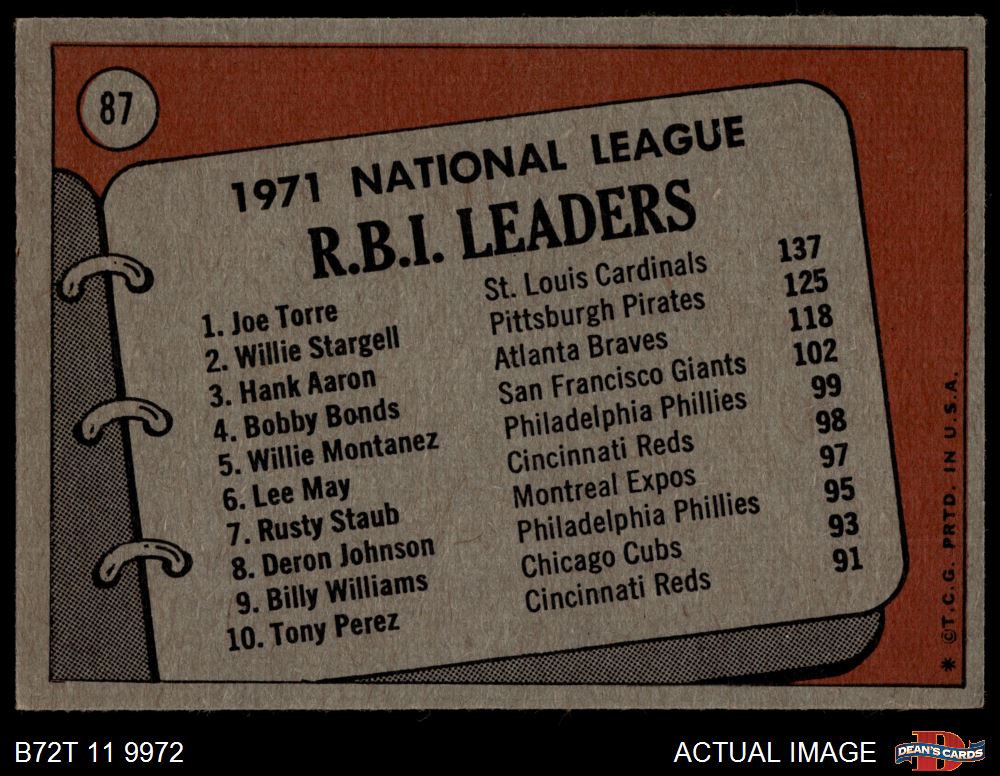 87
1971 NATIONAL LEAGUE
R.B.I. LEADERS
1. Joe Torre St. Louis Cardinals 137
2. Willie Stargell Pittsburgh Pirates 125
3. Hank Aaron Atlanta Braves 118
4. Bobby Bonds San Francisco Giants 102
5. Willie Montanez Philadelphia Phillies 99
6. Lee May Cincinnati Reds 98
7. Rusty Staub Montreal Expos 97
8. Deron Johnson Philadelphia Phillies 95
9. Billy Williams Chicago Cubs 93
10. Tony Perez Cincinnati Reds 91
* ©T.C.G. PRTD. IN U.S.A.
B72T 11 9972 ACTUAL IMAGE D DEAN'S CARDS